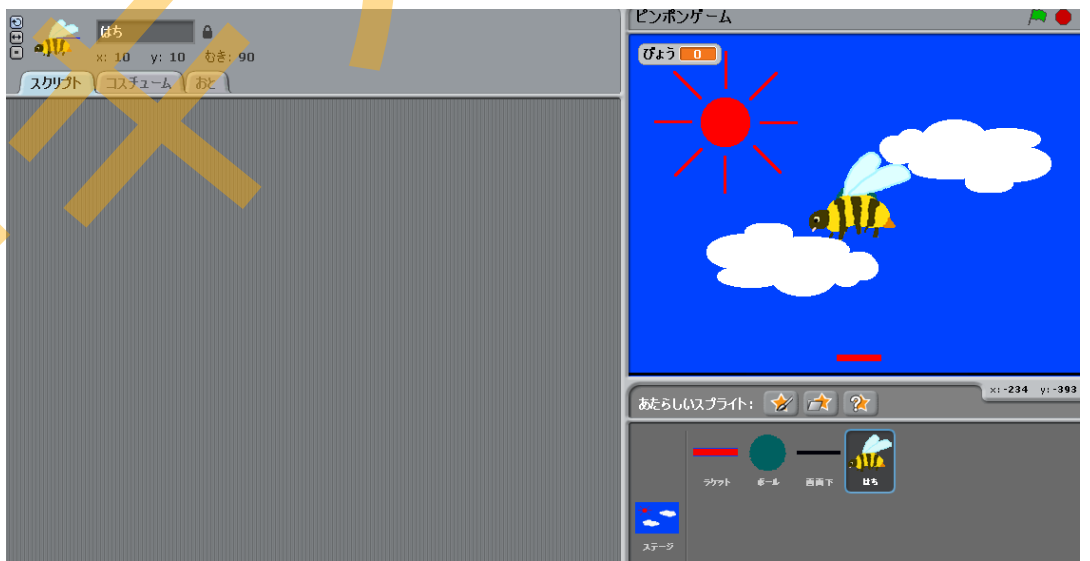 はち
x: 10 y: 10 むき: 90
スクリプト コスチューム おと
ピンポンゲーム
びょう 0
x: -234 y: -393
あたらしいスプライト:
ラケット ボール 画面下 はち
ステージ